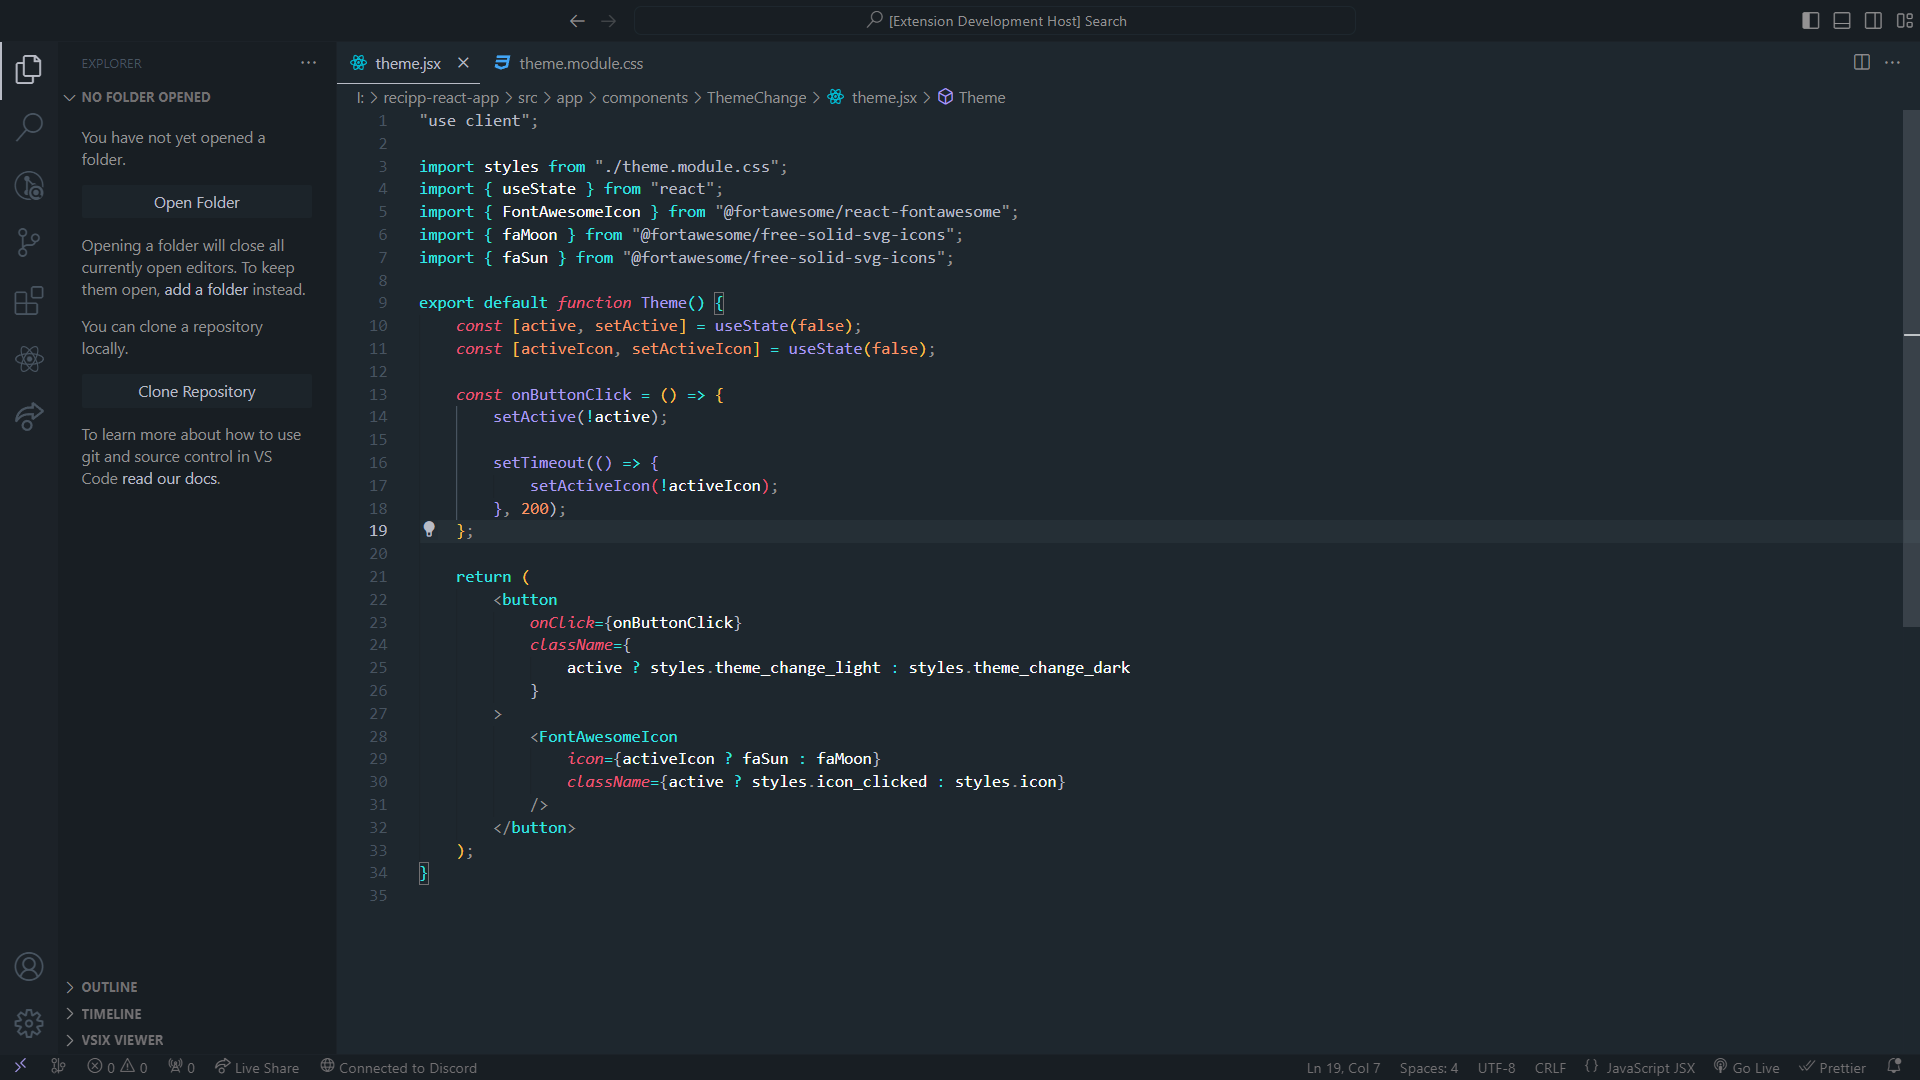 [Extension Development Host] Search
EXPLORER
NO FOLDER OPENED
You have not yet opened a
folder.
Open Folder
Opening a folder will close all
currently open editors. To keep
them open, add a folder instead.
You can clone a repository
locally.
Clone Repository
To learn more about how to use
git and source control in VS
Code read our docs.
OUTLINE
TIMELINE
VSIX VIEWER
theme.jsx
theme.module.css
I: > recipp-react-app > src > app > components > ThemeChange > theme.jsx > Theme
1 "use client";
2
3 import styles from "./theme.module.css";
4 import { useState } from "react";
5 import { FontAwesomeIcon } from "@fortawesome/react-fontawesome";
6 import { faMoon } from "@fortawesome/free-solid-svg-icons";
7 import { faSun } from "@fortawesome/free-solid-svg-icons";
8
9 export default function Theme() {
10     const [active, setActive] = useState(false);
11     const [activeIcon, setActiveIcon] = useState(false);
12
13     const onButtonClick = () => {
14         setActive(!active);
15
16         setTimeout(() => {
17             setActiveIcon(!activeIcon);
18         }, 200);
19     };
20
21     return (
22         <button
23             onClick={onButtonClick}
24             className={
25                 active ? styles.theme_change_light : styles.theme_change_dark
26             }
27         >
28             <FontAwesomeIcon
29                 icon={activeIcon ? faSun : faMoon}
30                 className={active ? styles.icon_clicked : styles.icon}
31             />
32         </button>
33     );
34 }
35
0 0 0 Live Share Connected to Discord
Ln 19, Col 7 Spaces: 4 UTF-8 CRLF {} JavaScript JSX Go Live Prettier